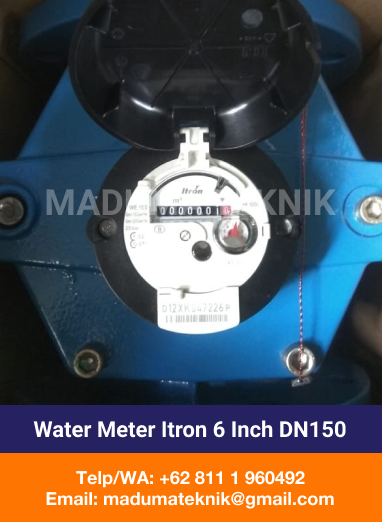 Itron
m³
000000
MADUMATEKNIK
Water Meter Itron 6 Inch DN150
Telp/WA: +62 811 1 960492
Email: madumateknik@gmail.com